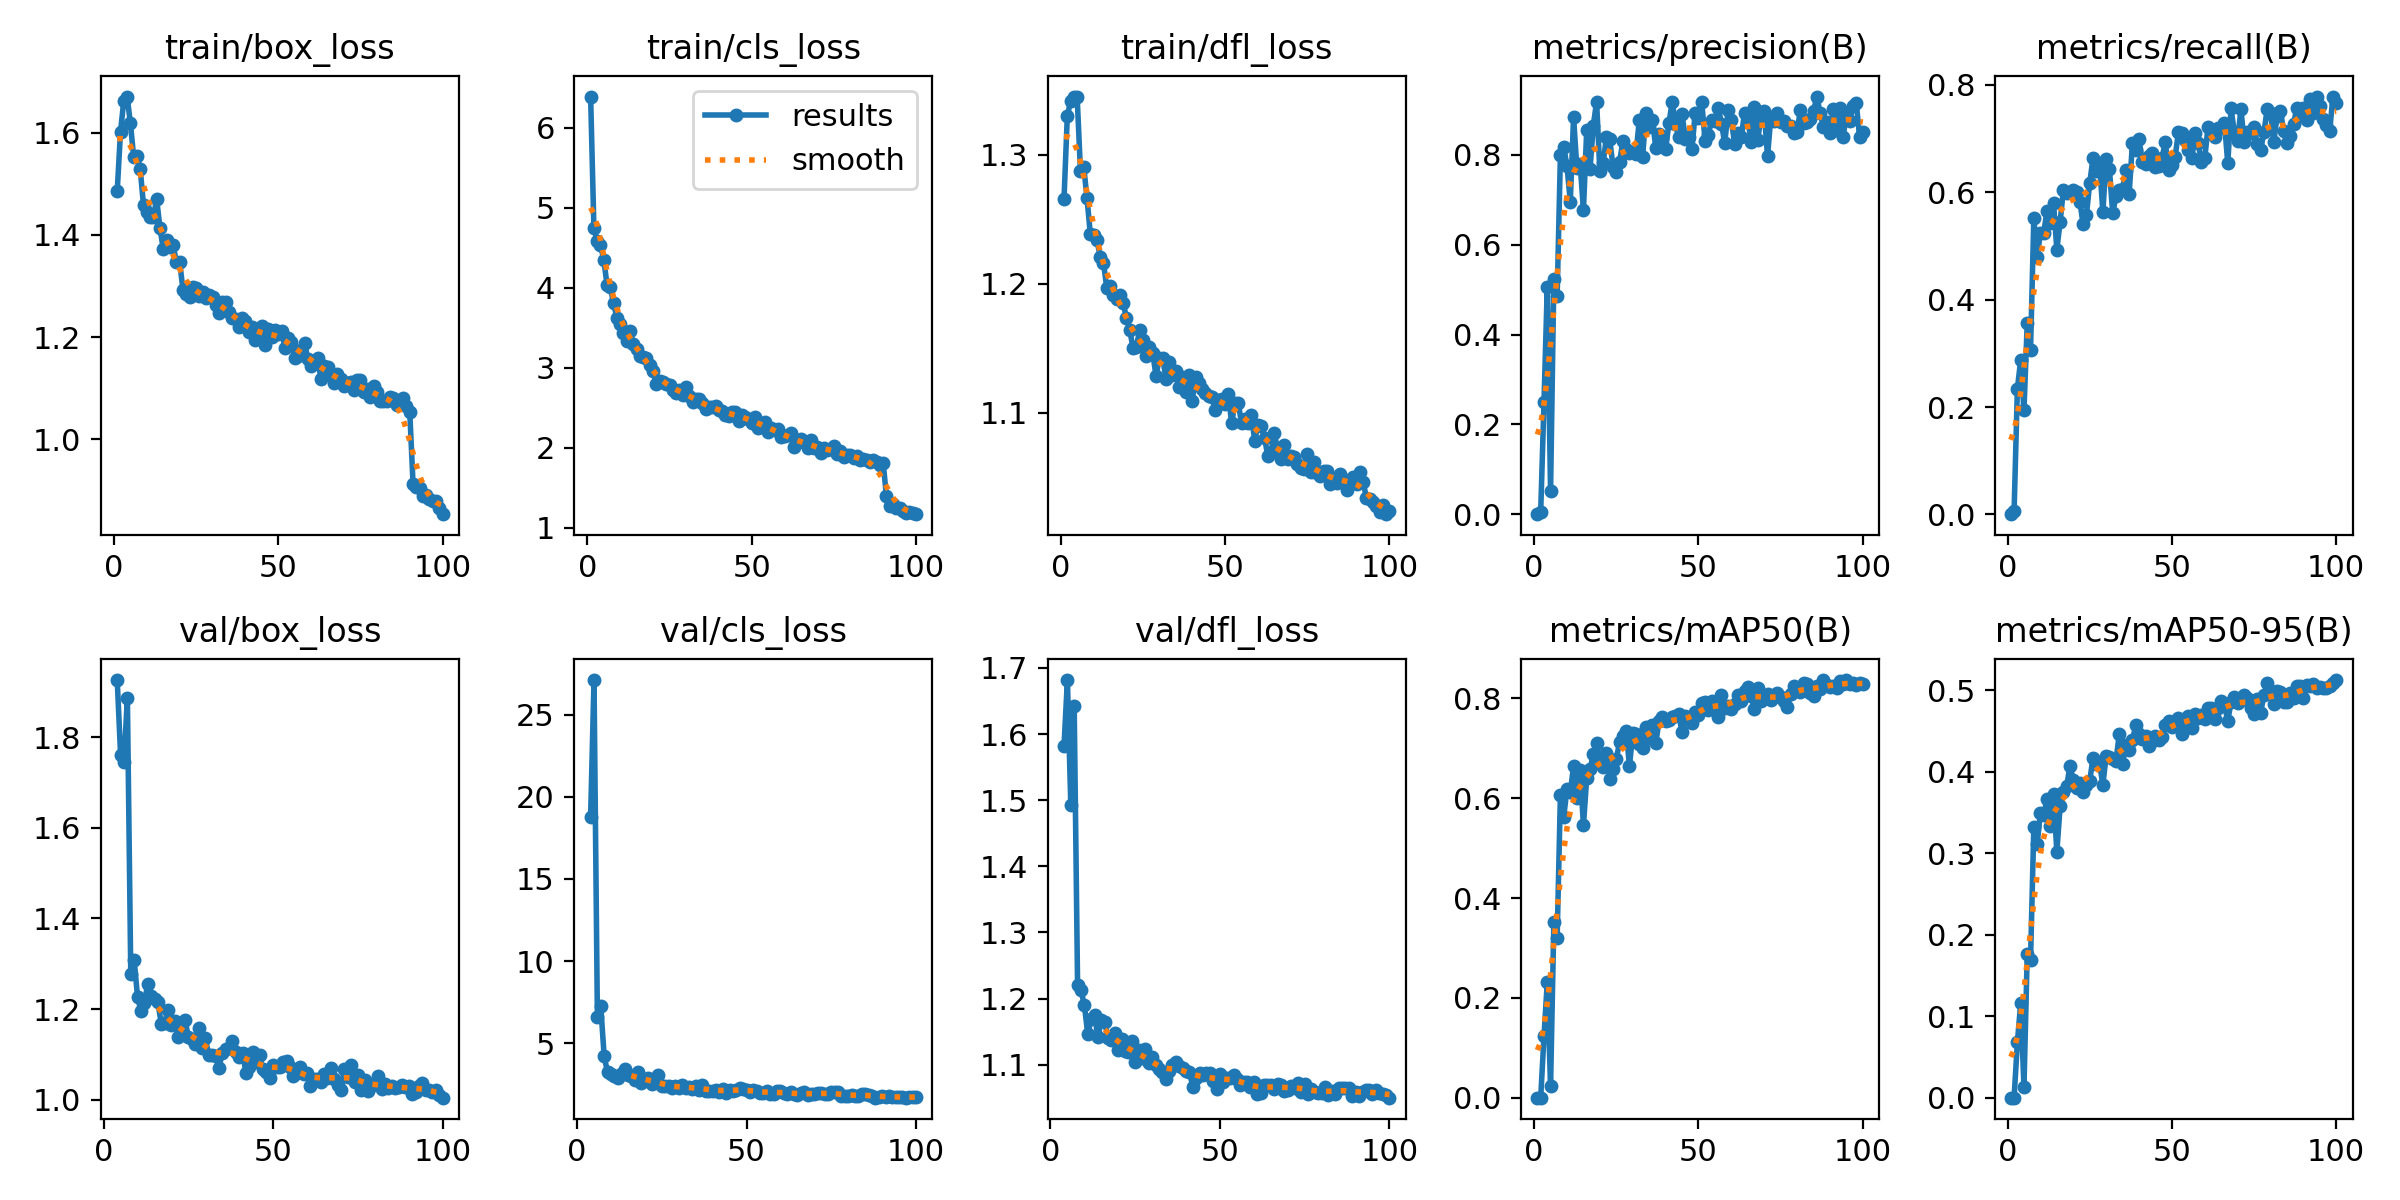 train/box_loss
1.6
1.4
1.2
1.0
0 50 100
train/cls_loss
results
smooth
6
5
4
3
2
1
0 50 100
train/dfl_loss
1.3
1.2
1.1
0 50 100
metrics/precision(B)
0.8
0.6
0.4
0.2
0.0
0 50 100
metrics/recall(B)
0.8
0.6
0.4
0.2
0.0
0 50 100
val/box_loss
1.8
1.6
1.4
1.2
1.0
0 50 100
val/cls_loss
25
20
15
10
5
0 50 100
val/dfl_loss
1.7
1.6
1.5
1.4
1.3
1.2
1.1
0 50 100
metrics/mAP50(B)
0.8
0.6
0.4
0.2
0.0
0 50 100
metrics/mAP50-95(B)
0.5
0.4
0.3
0.2
0.1
0.0
0 50 100